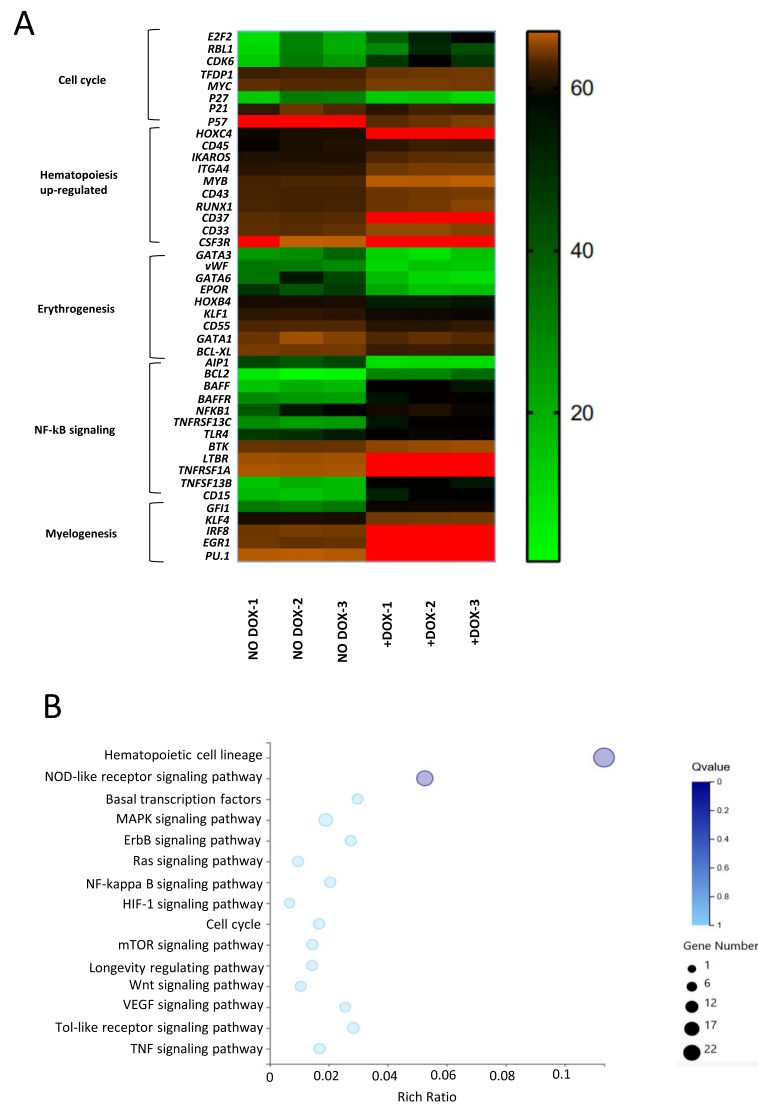 A
Cell cycle
Hematopoiesis
up-regulated
Erythrogenesis
NF-kB signaling
Myelogenesis
E2F2
RBL1
CDK6
TFDP1
MYC
P27
P21
P57
HOXC4
CD45
IKAROS
ITGA4
MYB
CD43
RUNX1
CD37
CD33
CSF3R
GATA3
vWF
GATA6
EPOR
HOXB4
KLF1
CD55
GATA1
BCL-XL
AIP1
BCL2
BAFF
BAFFR
NFKB1
TNFRSF13C
TLR4
BTK
LTBR
TNFRSF1A
TNFSF13B
CD15
GFI1
KLF4
IRF8
EGR1
PU.1
60
40
20
NO DOX-1
NO DOX-2
NO DOX-3
+DOX-1
+DOX-2
+DOX-3
B
Hematopoietic cell lineage
NOD-like receptor signaling pathway
Basal transcription factors
MAPK signaling pathway
ErbB signaling pathway
Ras signaling pathway
NF-kappa B signaling pathway
HIF-1 signaling pathway
Cell cycle
mTOR signaling pathway
Longevity regulating pathway
Wnt signaling pathway
VEGF signaling pathway
Tol-like receptor signaling pathway
TNF signaling pathway
0 0.02 0.04 0.06 0.08 0.1
Rich Ratio
Qvalue
0
0.2
0.4
0.6
0.8
1
Gene Number
1
6
12
17
22